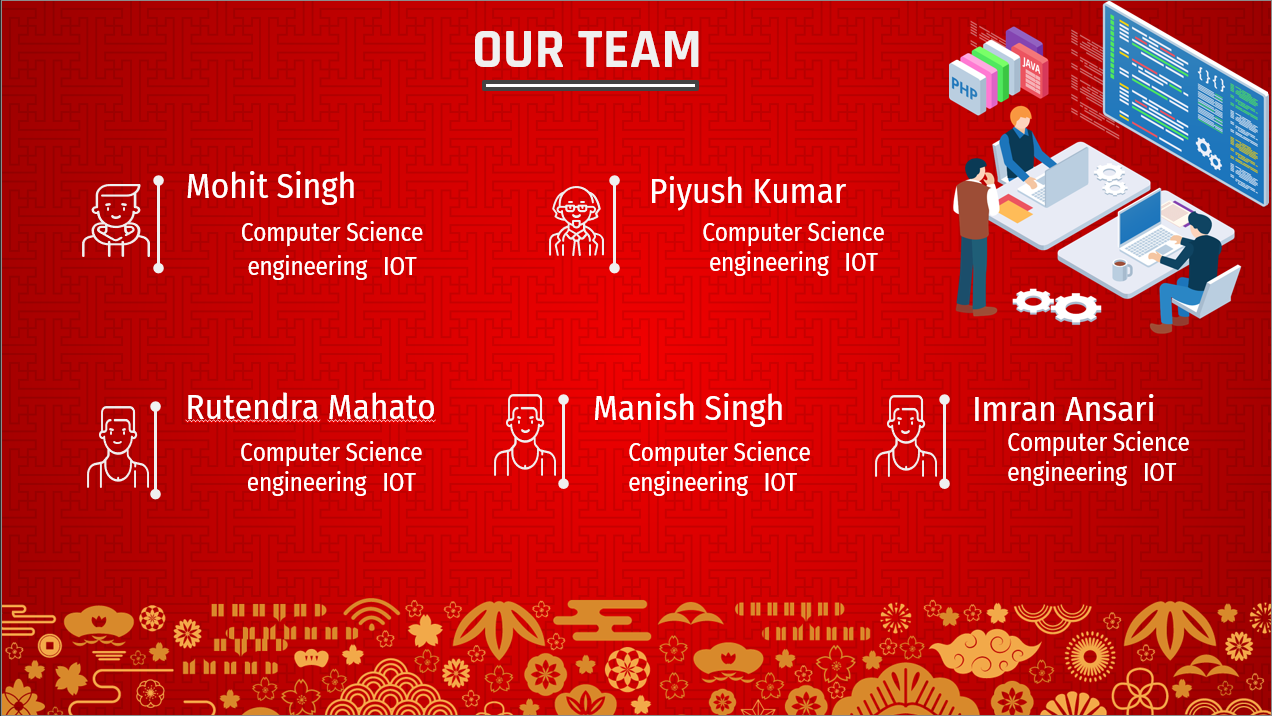 OUR TEAM
PHP
JAVA
{}{}
Mohit Singh
Computer Science
engineering IOT
Piyush Kumar
Computer Science
engineering IOT
Rutendra Mahato
Computer Science
engineering IOT
Manish Singh
Computer Science
engineering IOT
Imran Ansari
Computer Science
engineering IOT